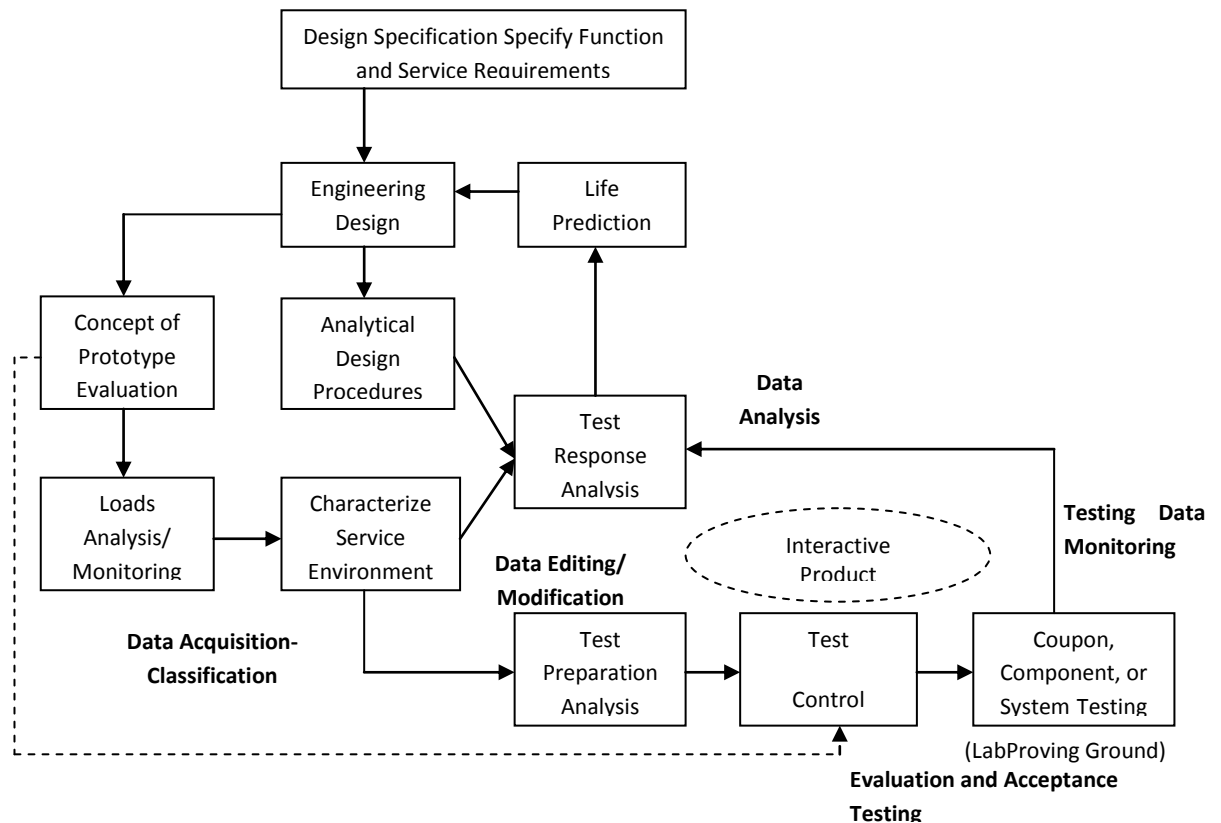 Design Specification Specify Function
and Service Requirements
Engineering
Design
Life
Prediction
Concept of
Prototype
Evaluation
Analytical
Design
Procedures
Data
Analysis
Test
Response
Analysis
Loads
Analysis/
Monitoring
Characterize
Service
Environment
Testing Data
Monitoring
Interactive
Product
Data Editing/
Modification
Data Acquisition-
Classification
Test
Preparation
Analysis
Test
Control
Coupon,
Component, or
System Testing
(LabProving Ground)
Evaluation and Acceptance
Testing